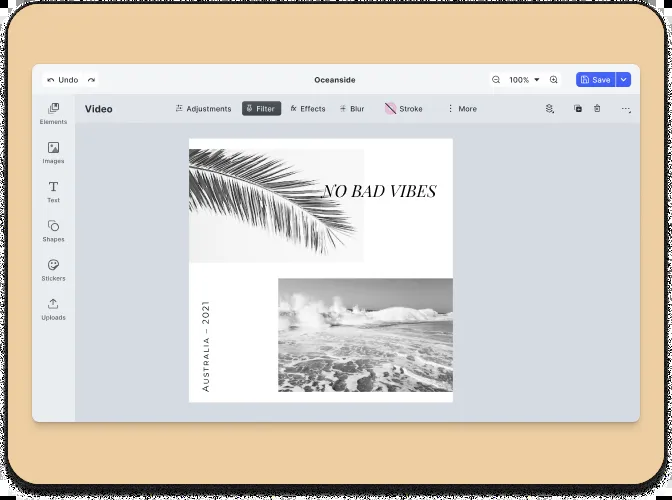 Undo
Oceanside
100%
Save
Video
Adjustments
Filter
fx Effects
Blur
Stroke
More
Elements
Images
Text
Shapes
Stickers
Uploads
NO BAD VIBES
AUSTRALIA – 2021